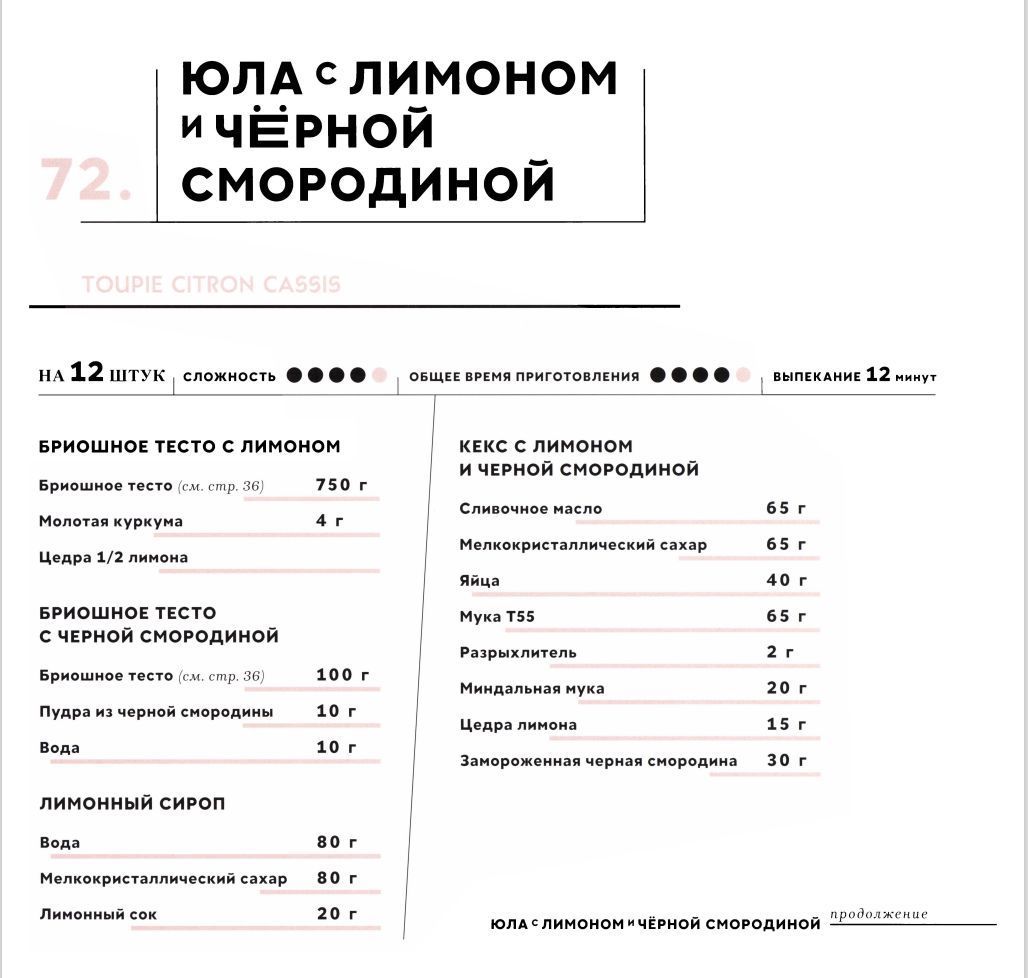 72.
ЮЛА С ЛИМОНОМ
И ЧЁРНОЙ
СМОРОДИНОЙ
TOUPIE CITRON CASSIS
НА 12 ШТУК СЛОЖНОСТЬ ОБЩЕЕ ВРЕМЯ ПРИГОТОВЛЕНИЯ ВЫПЕКАНИЕ 12 минут
БРИОШНОЕ ТЕСТО С ЛИМОНОМ
Бриошное тесто (см. стр. 36) 750 г
Молотая куркума 4 г
Цедра 1/2 лимона
БРИОШНОЕ ТЕСТО
С ЧЕРНОЙ СМОРОДИНОЙ
Бриошное тесто (см. стр. 36) 100 г
Пудра из черной смородины 10 г
Вода 10 г
ЛИМОННЫЙ СИРОП
Вода 80 г
Мелкокристаллический сахар 80 г
Лимонный сок 20 г
КЕКС С ЛИМОНОМ
И ЧЕРНОЙ СМОРОДИНОЙ
Сливочное масло 65 г
Мелкокристаллический сахар 65 г
Яйца 40 г
Мука Т55 65 г
Разрыхлитель 2 г
Миндальная мука 20 г
Цедра лимона 15 г
Замороженная черная смородина 30 г
ЮЛА С ЛИМОНОМ И ЧЁРНОЙ СМОРОДИНОЙ продолжение